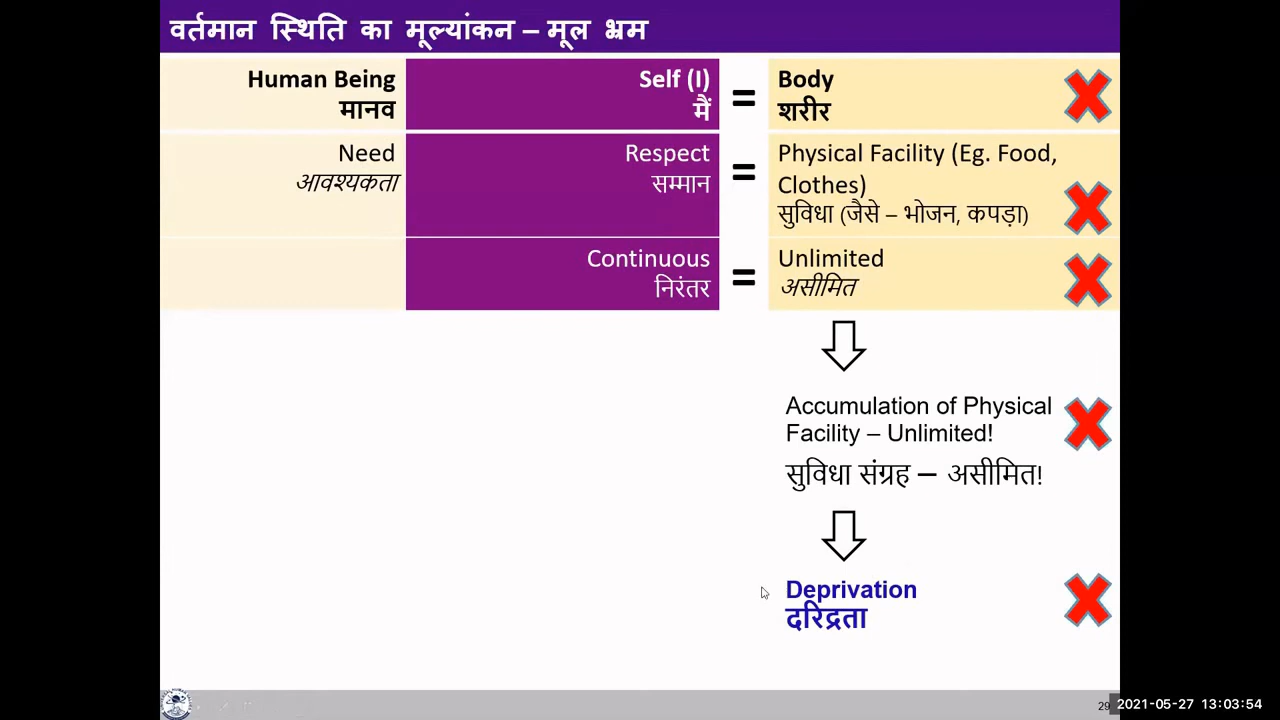 वर्तमान स्थिति का मूल्यांकन – मूल भ्रम
Human Being
मानव
Self (I)
मैं
=
Body
शरीर
Need
आवश्यकता
Respect
सम्मान
=
Physical Facility (Eg. Food,
Clothes)
सुविधा (जैसे – भोजन, कपड़ा)
Continuous
निरंतर
=
Unlimited
असीमित
Accumulation of Physical
Facility – Unlimited!
सुविधा संग्रह – असीमित!
Deprivation
दरिद्रता
29
2021-05-27 13:03:54